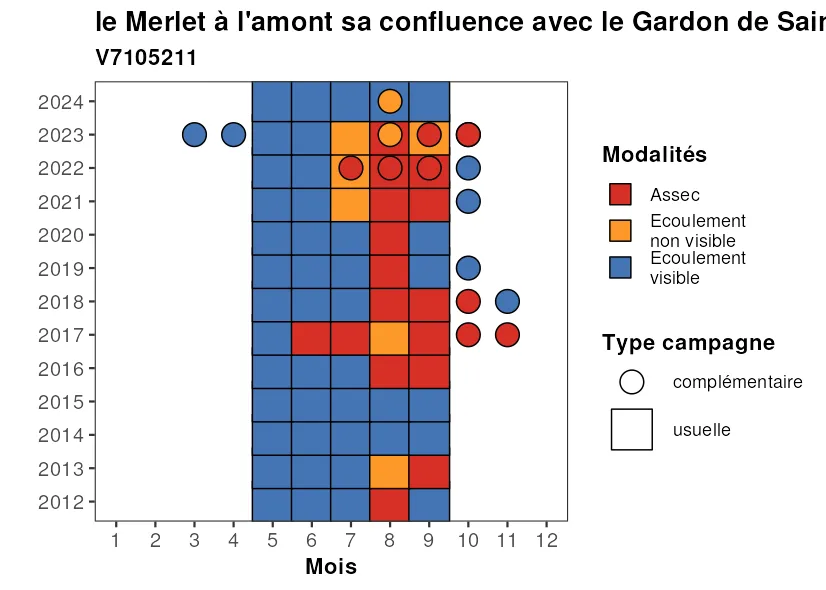 le Merlet à l'amont sa confluence avec le Gardon de Sain
V7105211
2024
2023
2022
2021
2020
2019
2018
2017
2016
2015
2014
2013
2012
1 2 3 4 5 6 7 8 9 10 11 12
Mois
Modalités
Assec
Ecoulement
non visible
Ecoulement
visible
Type campagne
complémentaire
usuelle